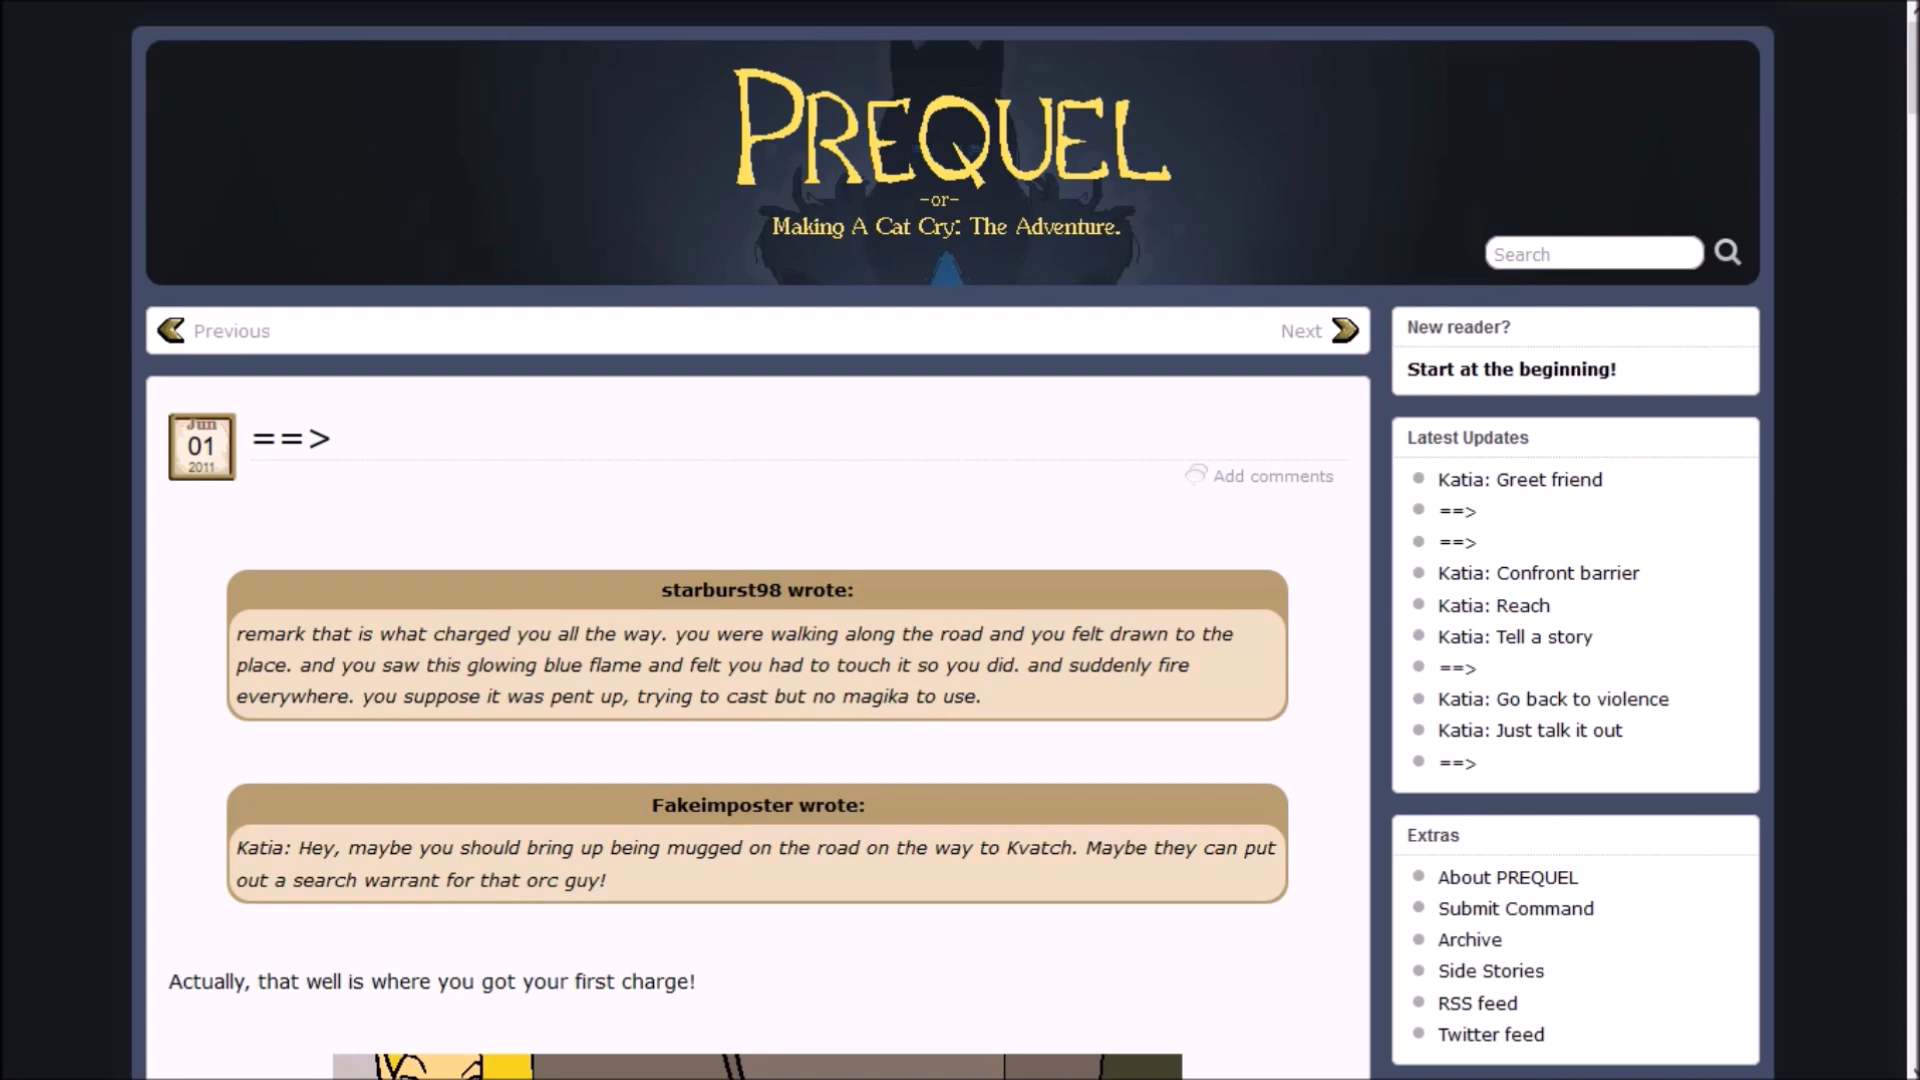 PREQUEL
-or-
Making A Cat Cry: The Adventure.
Search
Previous
Next
Jun
01
2011
==>
Add comments
starburst98 wrote:
remark that is what charged you all the way. you were walking along the road and you felt drawn to the
place. and you saw this glowing blue flame and felt you had to touch it so you did. and suddenly fire
everywhere. you suppose it was pent up, trying to cast but no magika to use.
Fakeimposter wrote:
Katia: Hey, maybe you should bring up being mugged on the road on the way to Kvatch. Maybe they can put
out a search warrant for that orc guy!
Actually, that well is where you got your first charge!
New reader?
Start at the beginning!
Latest Updates
Katia: Greet friend
==>
==>
Katia: Confront barrier
Katia: Reach
Katia: Tell a story
==>
Katia: Go back to violence
Katia: Just talk it out
==>
Extras
About PREQUEL
Submit Command
Archive
Side Stories
RSS feed
Twitter feed